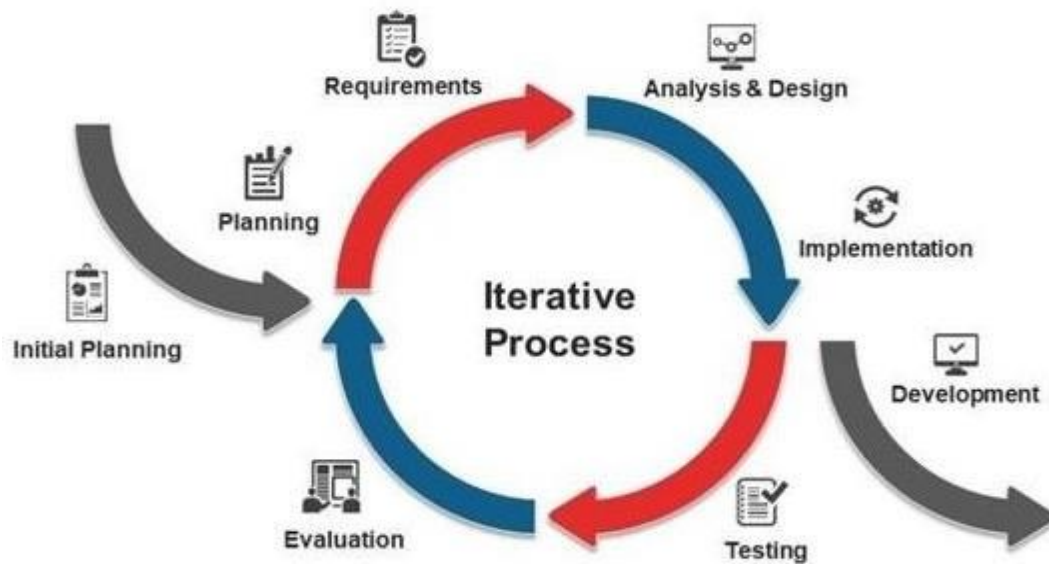 Requirements
Analysis & Design
Planning
Implementation
Iterative
Process
Initial Planning
Development
Evaluation
Testing